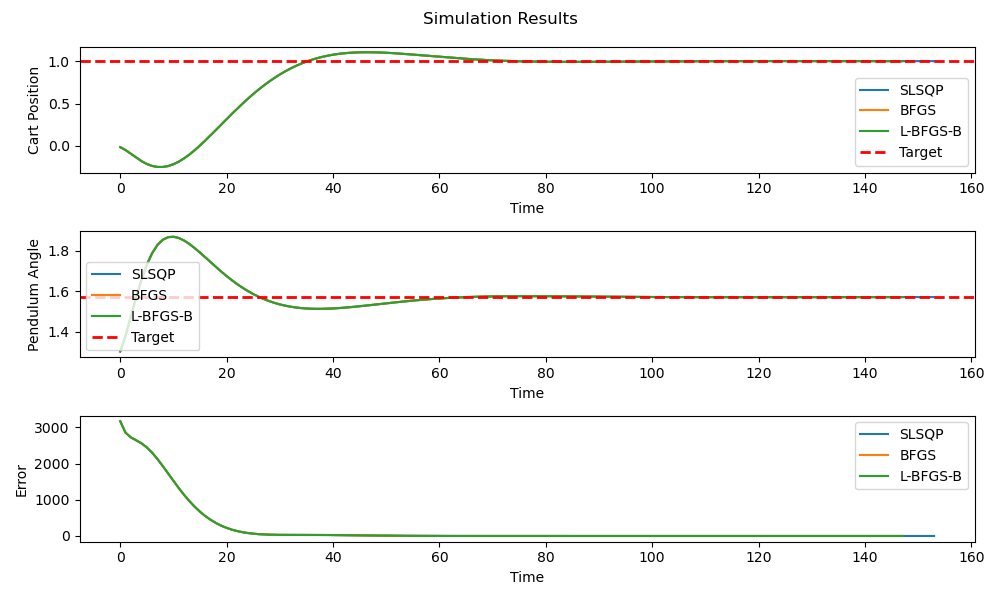 Simulation Results
Cart Position
1.0
0.5
0.0
SLSQP
BFGS
L-BFGS-B
Target
0 20 40 60 80 100 120 140 160
Time
Pendulum Angle
1.8
1.6
1.4
SLSQP
BFGS
L-BFGS-B
Target
0 20 40 60 80 100 120 140 160
Time
Error
3000
2000
1000
0
SLSQP
BFGS
L-BFGS-B
0 20 40 60 80 100 120 140 160
Time